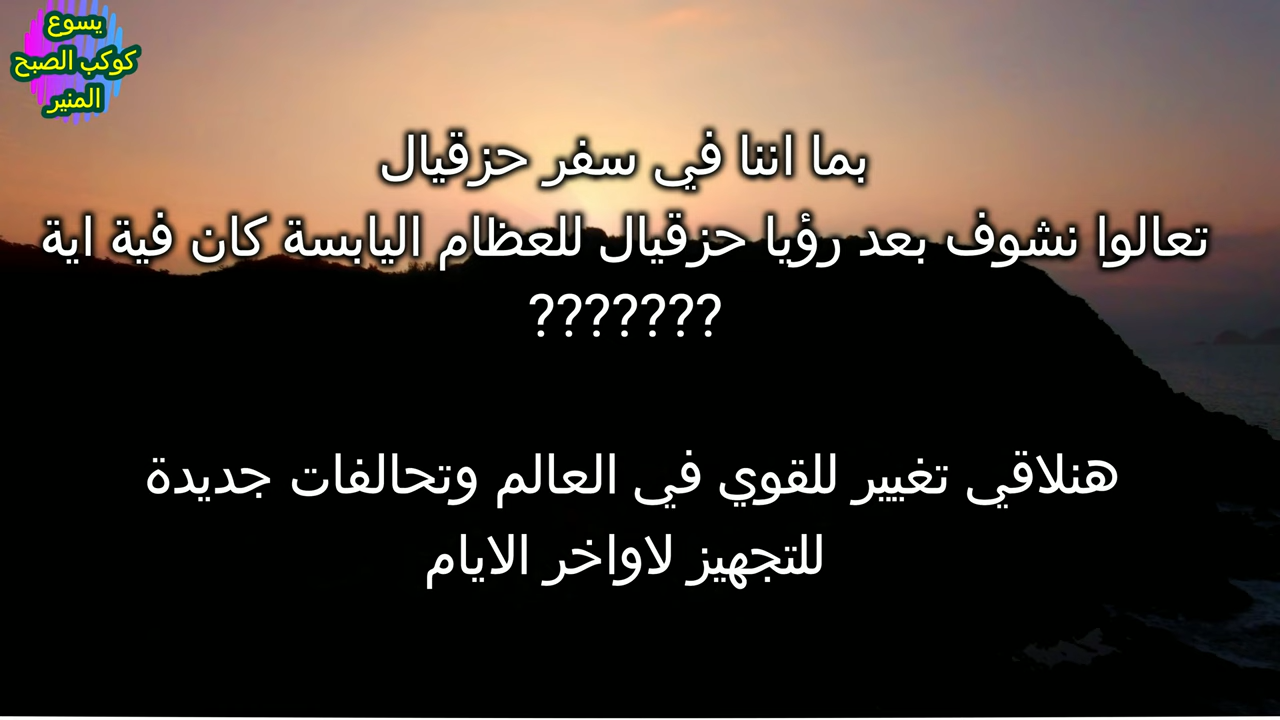 يسوع
كوكب الصبح
المنير
بما اننا في سفر حزقيال
تعالوا نشوف بعد رؤيا حزقيال للعظام اليابسة كان فية اية
???????
هنلاقي تغيير للقوي في العالم وتحالفات جديدة
للتجهيز لاواخر الايام